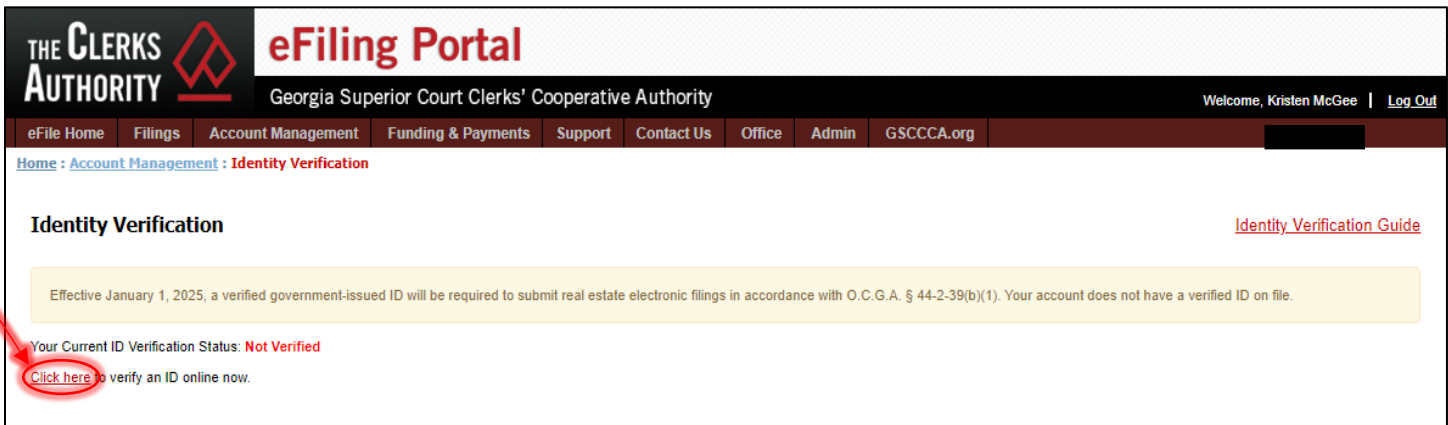 THE CLERKS
AUTHORITY
eFiling Portal
Georgia Superior Court Clerks' Cooperative Authority
Welcome, Kristen McGee | Log Out
eFile Home Filings Account Management Funding & Payments Support Contact Us Office Admin GSCCCA.org
Home : Account Management : Identity Verification
Identity Verification
Identity Verification Guide
Effective January 1, 2025, a verified government-issued ID will be required to submit real estate electronic filings in accordance with O.C.G.A. § 44-2-39(b)(1). Your account does not have a verified ID on file.
Your Current ID Verification Status: Not Verified
Click here to verify an ID online now.